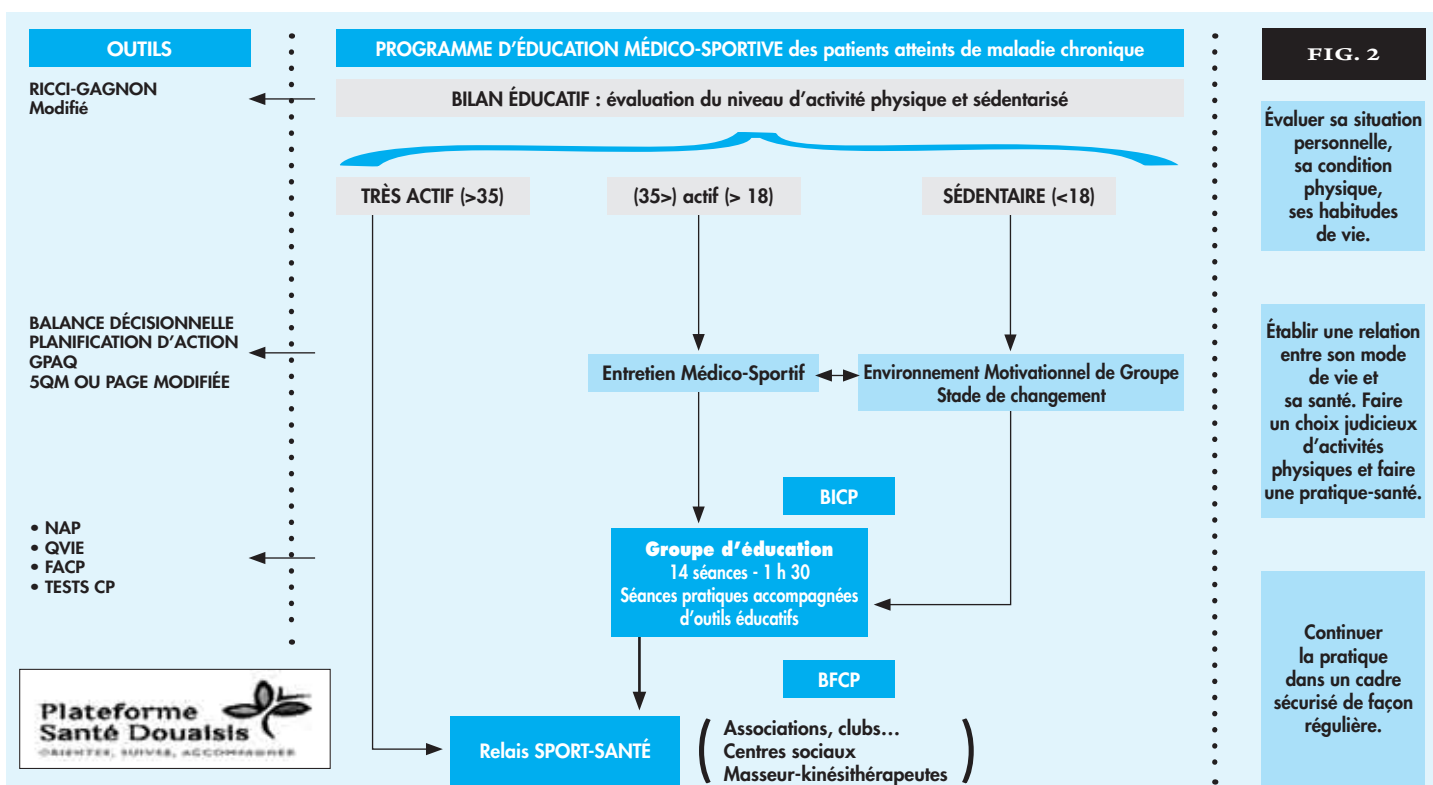 OUTILS
PROGRAMME D'ÉDUCATION MÉDICO-SPORTIVE des patients atteints de maladie chronique
FIG. 2
RICCI-GAGNON
Modifié
BILAN ÉDUCATIF : évaluation du niveau d'activité physique et sédentarisé
Évaluer sa situation
personnelle,
sa condition
physique,
ses habitudes
de vie.
TRÈS ACTIF (>35)
(35>) actif (> 18)
SÉDENTAIRE (<18)
BALANCE DÉCISIONNELLE
PLANIFICATION D'ACTION
GPAQ
5QM OU PAGE MODIFIÉE
Entretien Médico-Sportif
Environnement Motivationnel de Groupe
Stade de changement
Établir une relation
entre son mode
de vie et
sa santé. Faire
un choix judicieux
d'activités
physiques et faire
une pratique-santé.
BICP
• NAP
• QVIE
• FACP
• TESTS CP
Groupe d'éducation
14 séances - 1 h 30
Séances pratiques accompagnées
d'outils éducatifs
BFCP
Continuer
la pratique
dans un cadre
sécurisé de façon
régulière.
Plateforme
Santé Douaisis
ORIENTER, SUIVRE, ACCOMPAGNER
Relais SPORT-SANTÉ
Associations, clubs…
Centres sociaux
Masseur-kinésithérapeutes